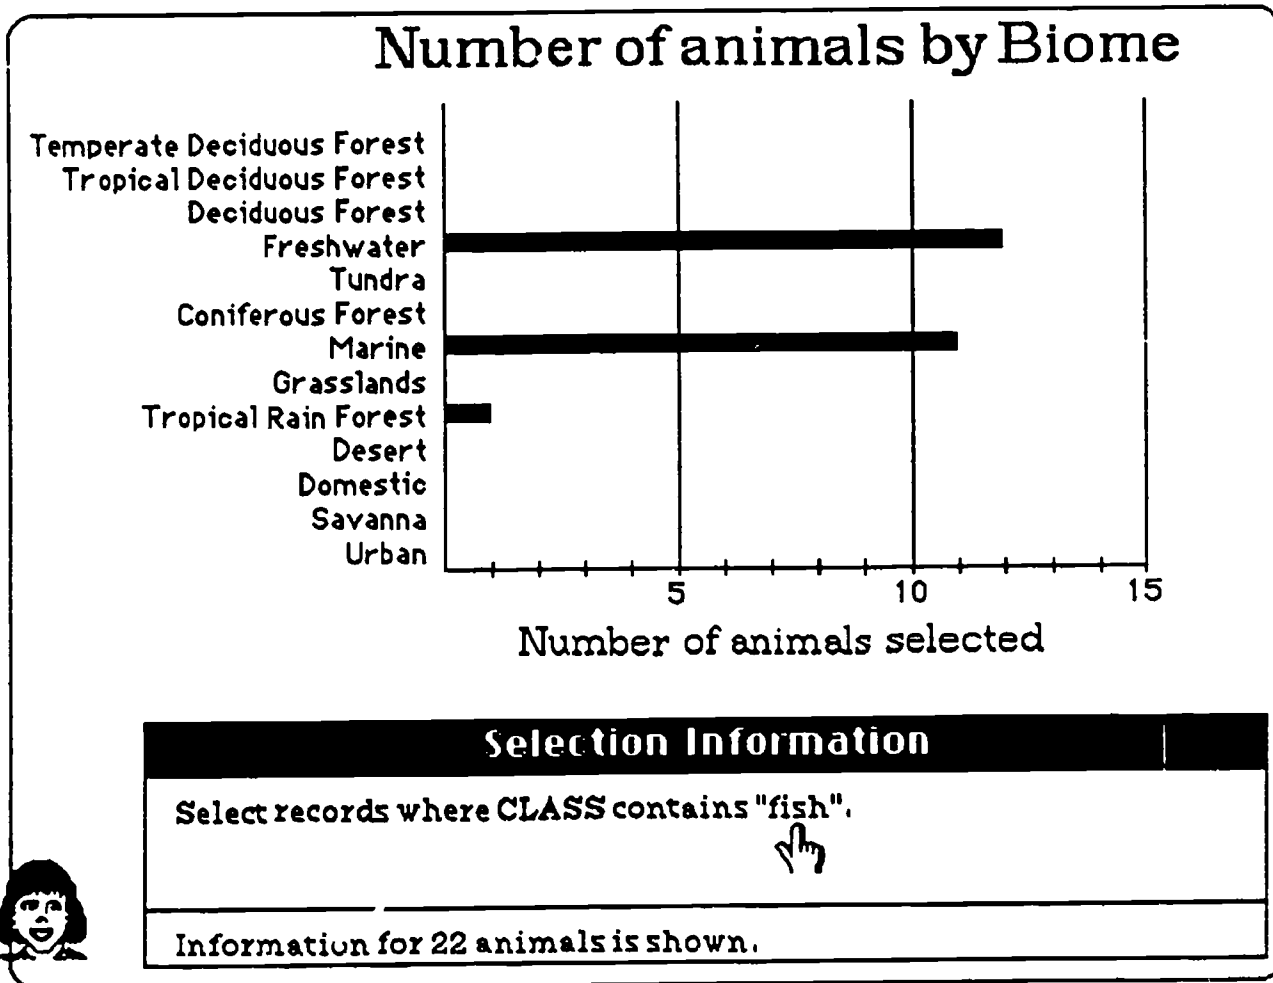 Number of animals by Biome
Temperate Deciduous Forest
Tropical Deciduous Forest
Deciduous Forest
Freshwater
Tundra
Coniferous Forest
Marine
Grasslands
Tropical Rain Forest
Desert
Domestic
Savanna
Urban
5 10 15
Number of animals selected
Selection Information
Select records where CLASS contains "fish".
Information for 22 animals is shown.